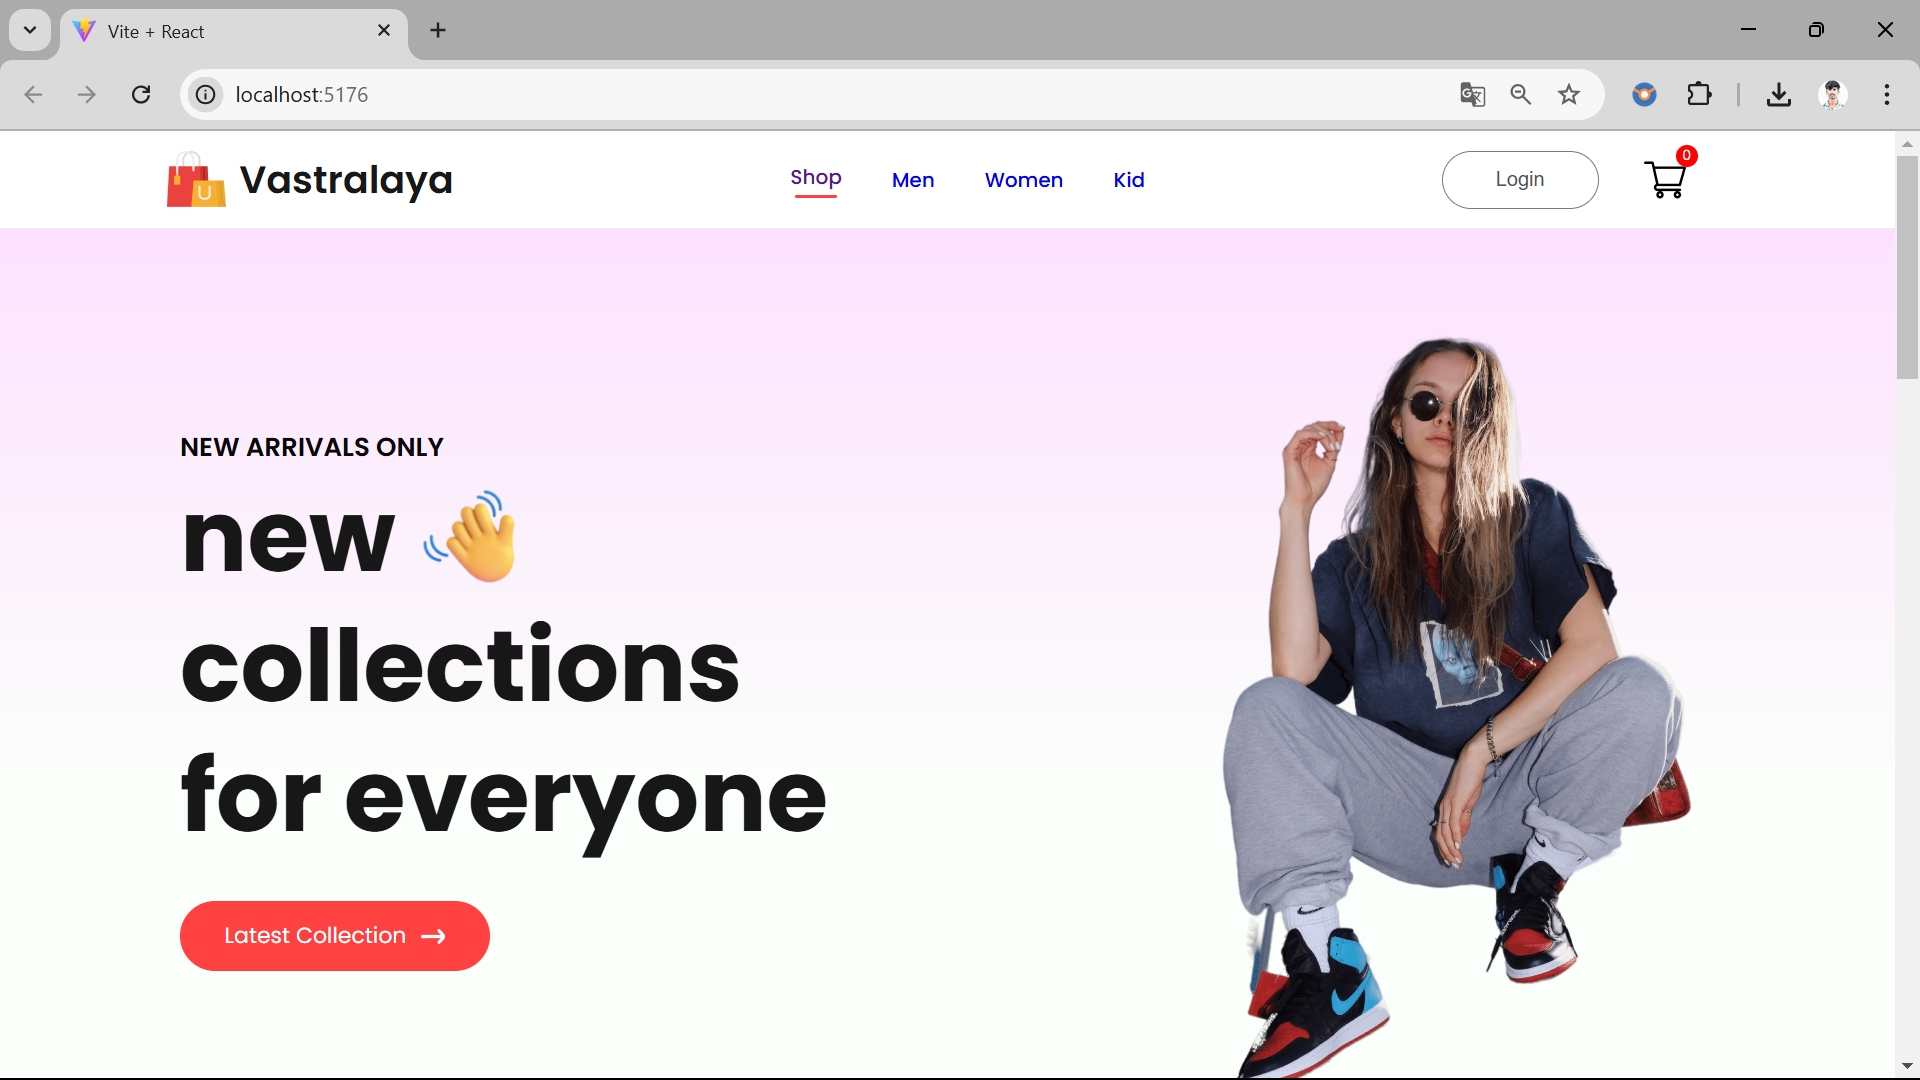 Vite + React
localhost:5176
U
Vastralaya
Shop
Men
Women
Kid
Login
0
NEW ARRIVALS ONLY
new 👋
collections
for everyone
Latest Collection →